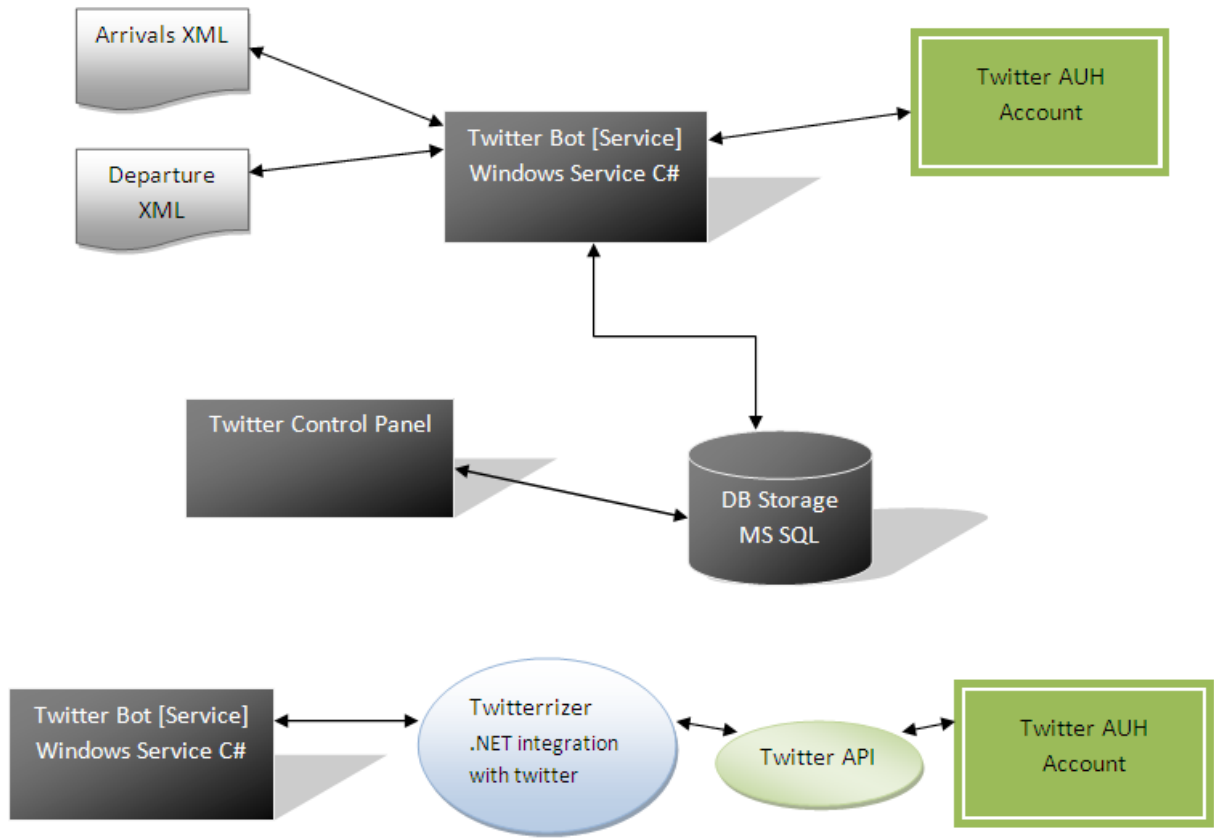 Arrivals XML
Twitter AUH
Account
Twitter Bot [Service]
Windows Service C#
Departure
XML
Twitter Control Panel
DB Storage
MS SQL
Twitter Bot [Service]
Windows Service C#
Twitterrizer
.NET integration
with twitter
Twitter API
Twitter AUH
Account